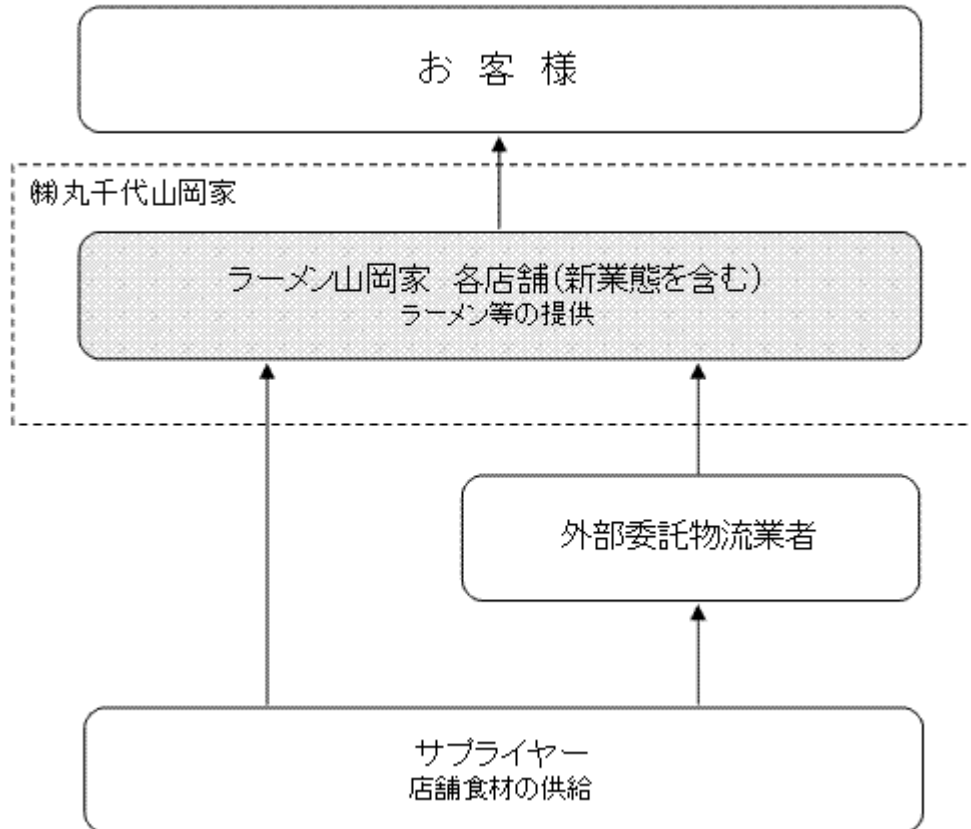 お 客 様
㈱丸千代山岡家
ラーメン山岡家 各店舗(新業態を含む)
ラーメン等の提供
外部委託物流業者
サプライヤー
店舗食材の供給